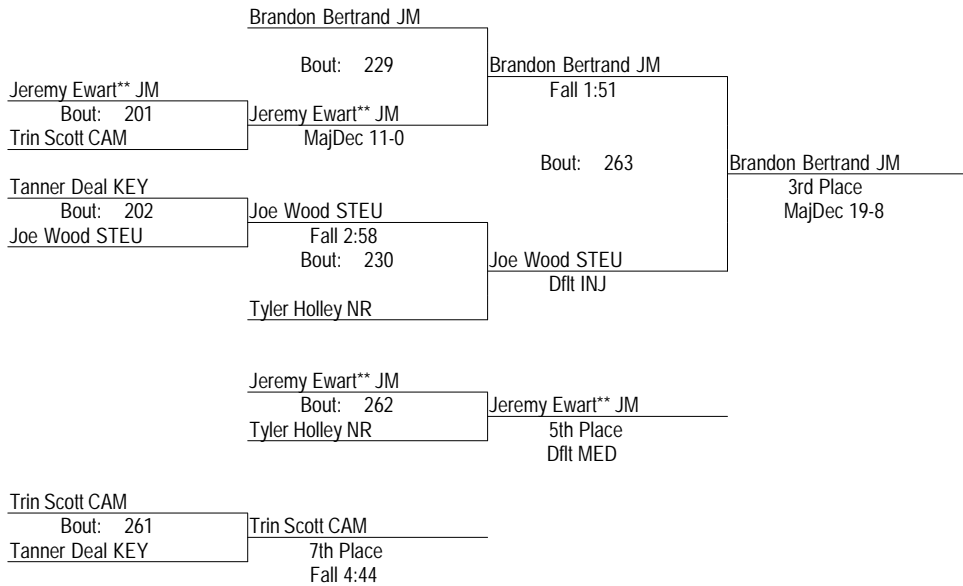 Brandon Bertrand JM
Bout: 229
Brandon Bertrand JM
Fall 1:51
Jeremy Ewart** JM
Bout: 201
Trin Scott CAM
Jeremy Ewart** JM
MajDec 11-0
Bout: 263
Brandon Bertrand JM
3rd Place
MajDec 19-8
Tanner Deal KEY
Bout: 202
Joe Wood STEU
Joe Wood STEU
Fall 2:58
Bout: 230
Joe Wood STEU
Dflt INJ
Tyler Holley NR
Jeremy Ewart** JM
Bout: 262
Tyler Holley NR
Jeremy Ewart** JM
5th Place
Dflt MED
Trin Scott CAM
Bout: 261
Tanner Deal KEY
Trin Scott CAM
7th Place
Fall 4:44